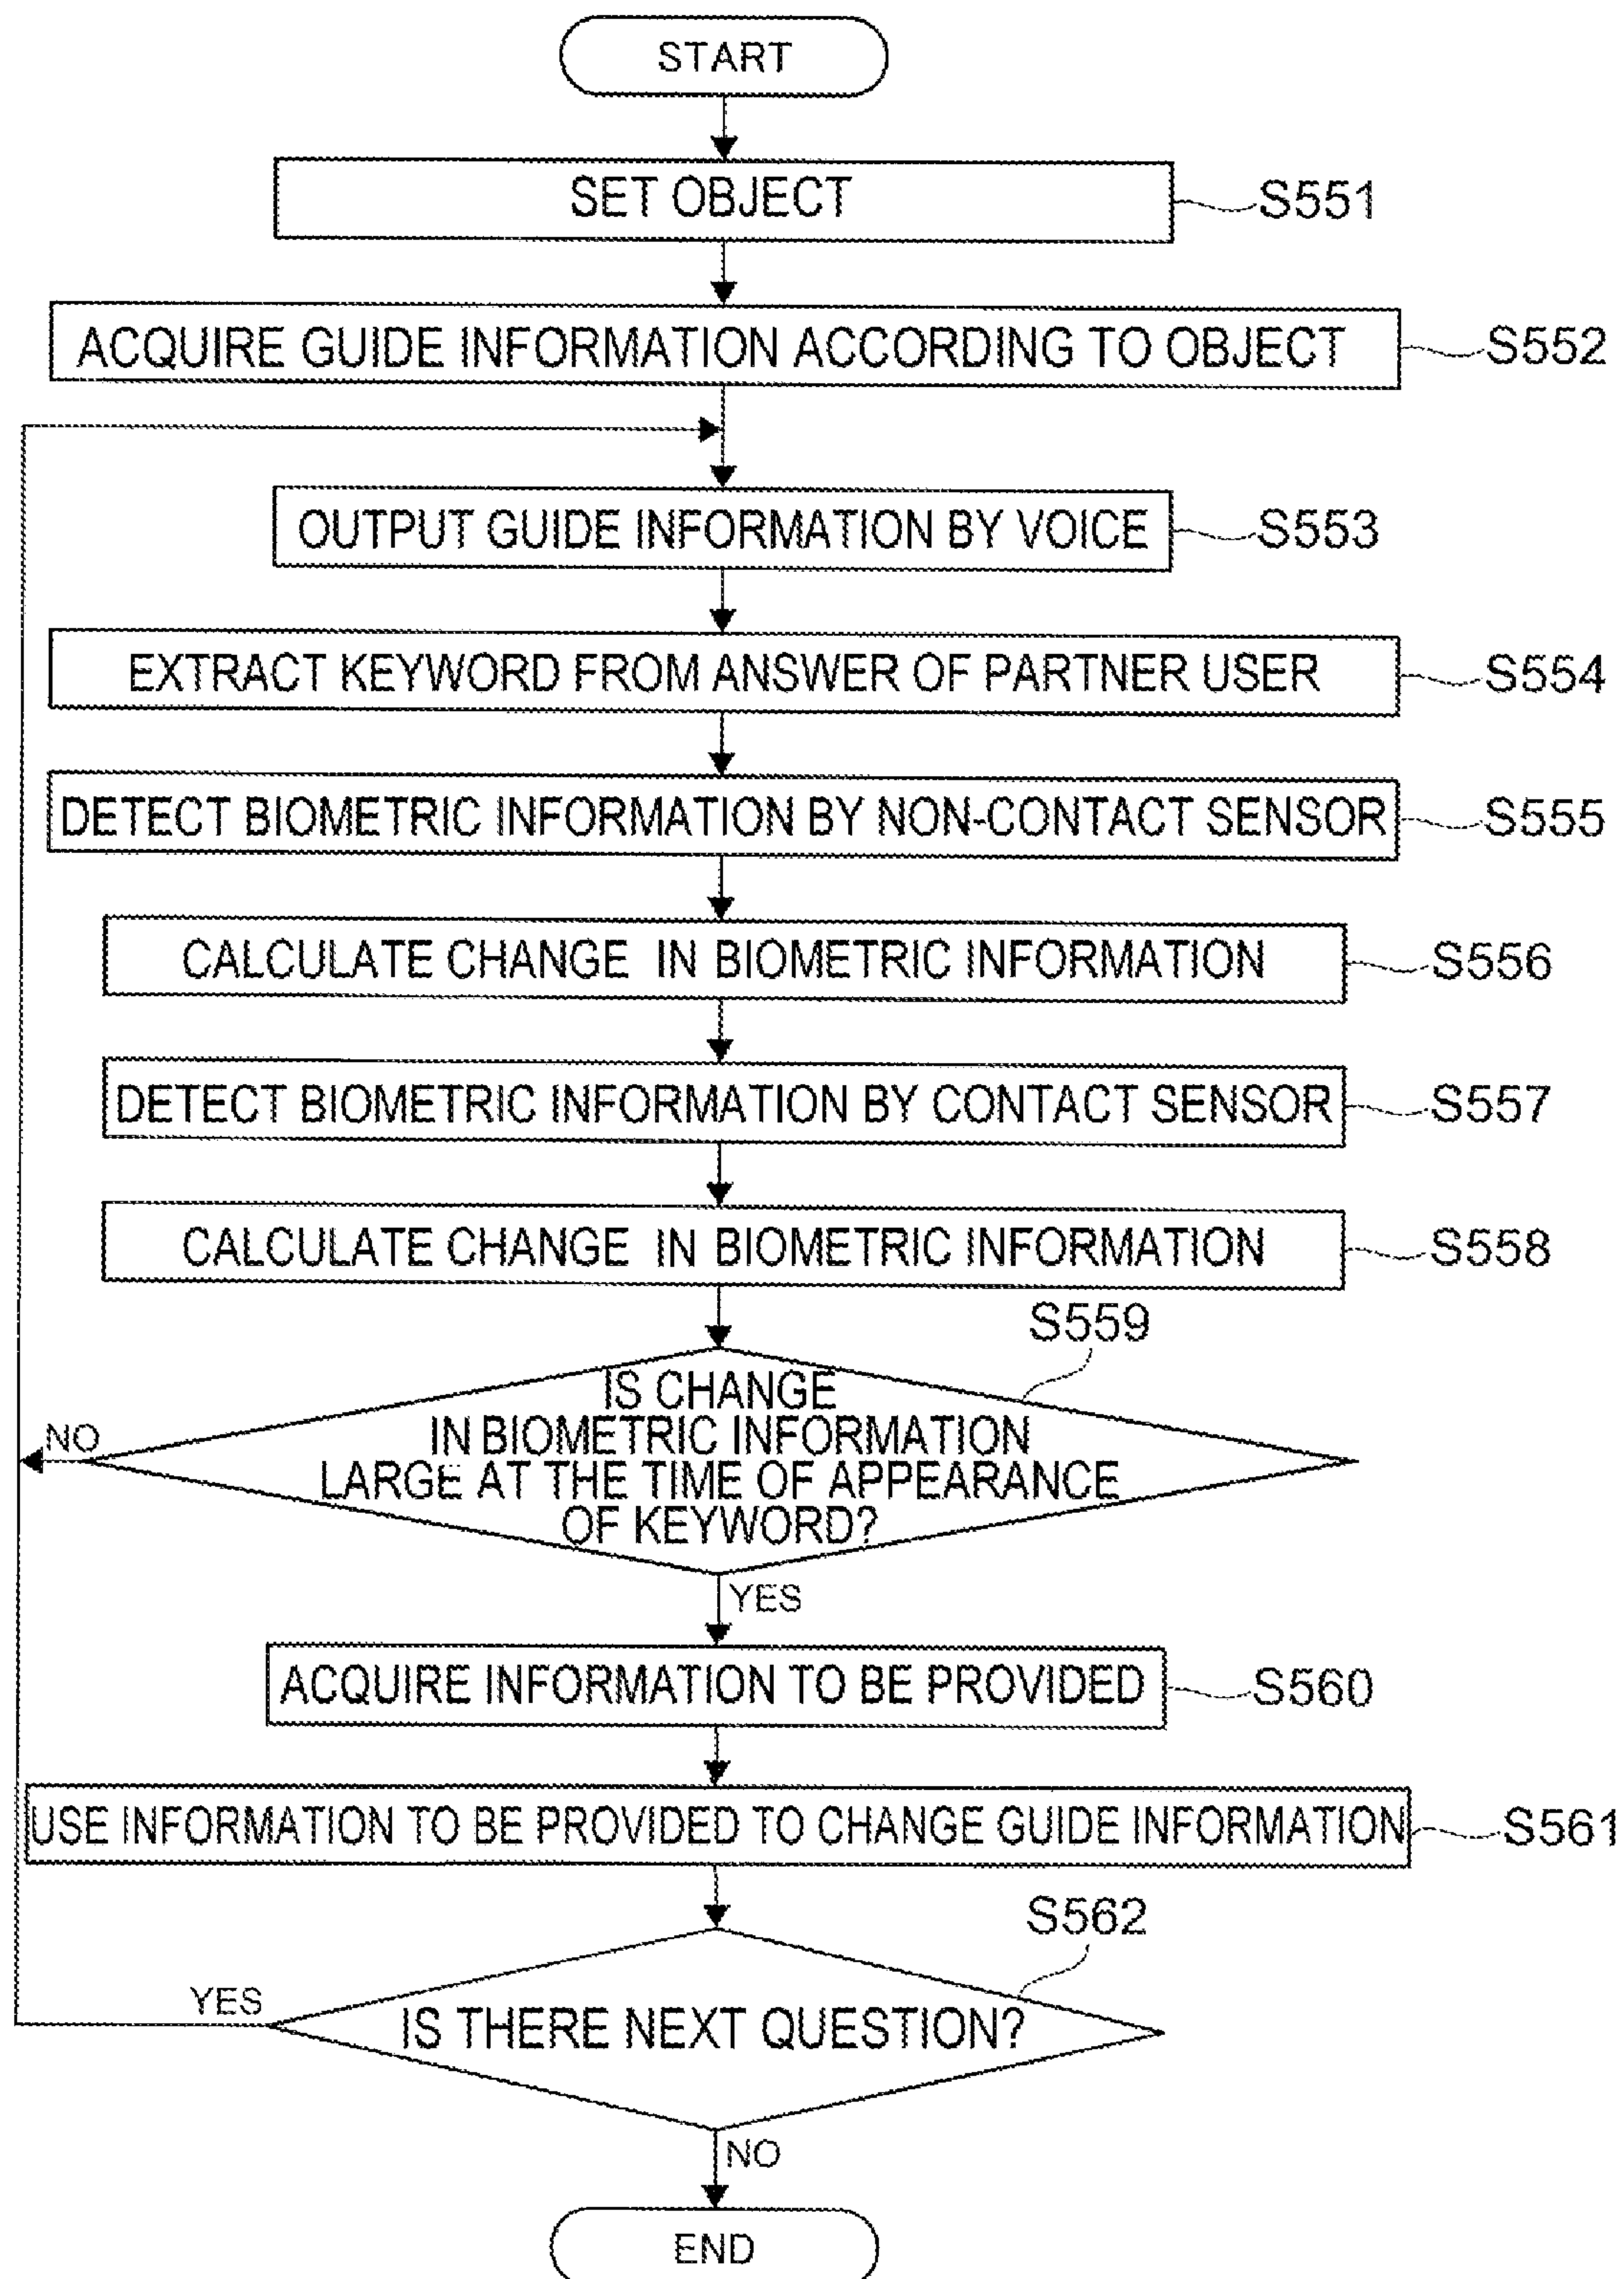 START
SET OBJECT
S551
ACQUIRE GUIDE INFORMATION ACCORDING TO OBJECT
S552
OUTPUT GUIDE INFORMATION BY VOICE
S553
EXTRACT KEYWORD FROM ANSWER OF PARTNER USER
S554
DETECT BIOMETRIC INFORMATION BY NON-CONTACT SENSOR
S555
CALCULATE CHANGE IN BIOMETRIC INFORMATION
S556
DETECT BIOMETRIC INFORMATION BY CONTACT SENSOR
S557
CALCULATE CHANGE IN BIOMETRIC INFORMATION
S558
S559
IS CHANGE
IN BIOMETRIC INFORMATION
LARGE AT THE TIME OF APPEARANCE
OF KEYWORD?
NO
YES
ACQUIRE INFORMATION TO BE PROVIDED
S560
USE INFORMATION TO BE PROVIDED TO CHANGE GUIDE INFORMATION
S561
S562
YES
IS THERE NEXT QUESTION?
NO
END